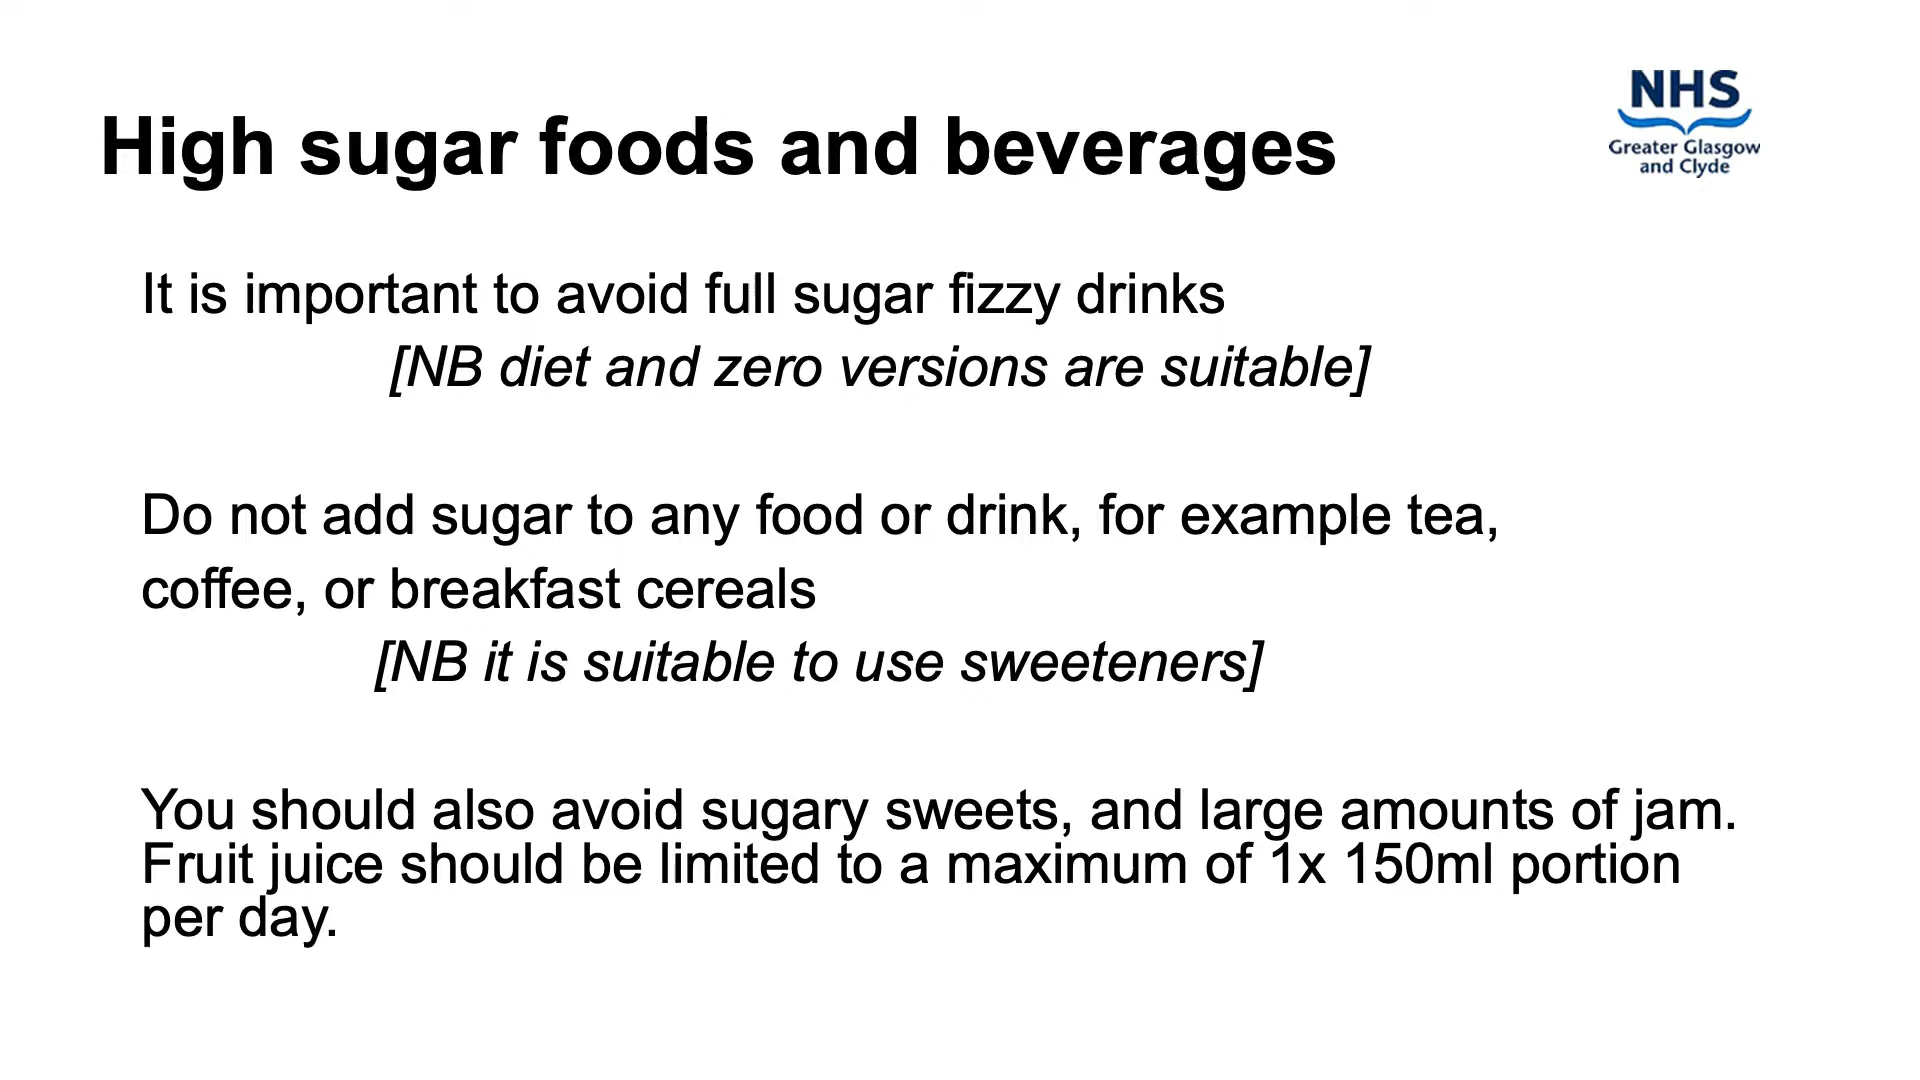 NHS
Greater Glasgow
and Clyde
High sugar foods and beverages
It is important to avoid full sugar fizzy drinks
[NB diet and zero versions are suitable]
Do not add sugar to any food or drink, for example tea,
coffee, or breakfast cereals
[NB it is suitable to use sweeteners]
You should also avoid sugary sweets, and large amounts of jam.
Fruit juice should be limited to a maximum of 1x 150ml portion
per day.